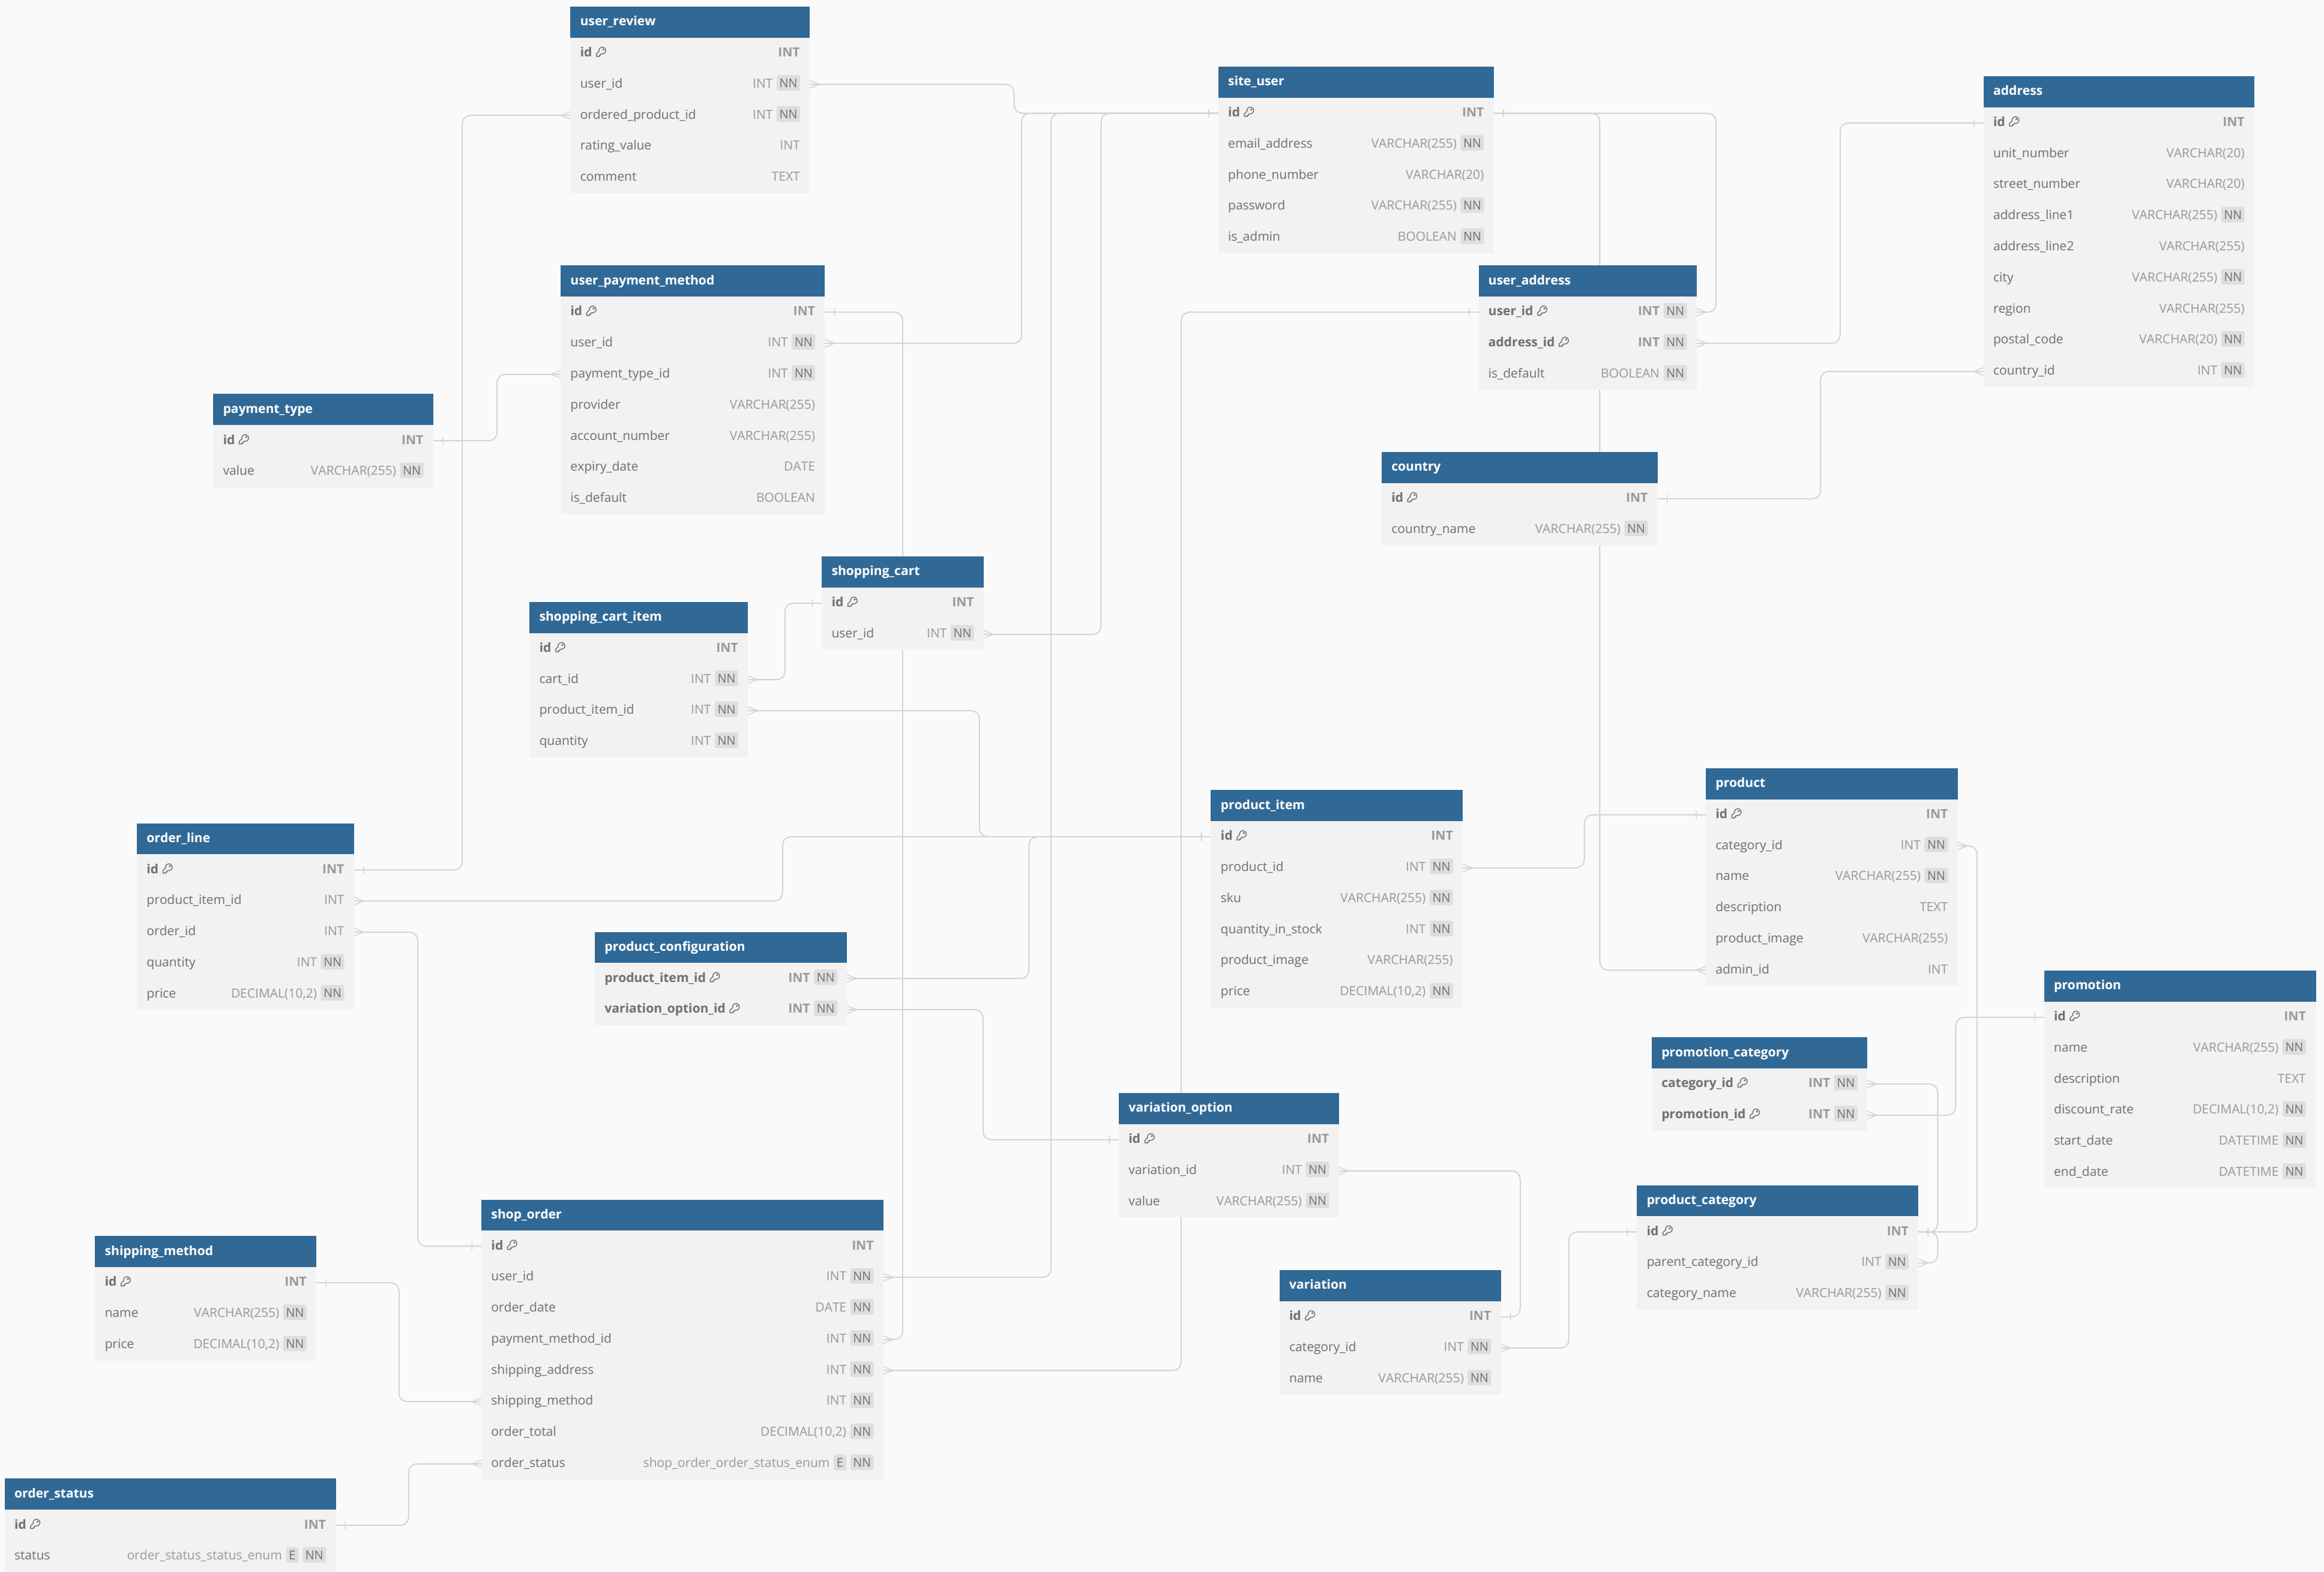 user_review
id INT
user_id INT NN
ordered_product_id INT NN
rating_value INT
comment TEXT
site_user
id INT
email_address VARCHAR(255) NN
phone_number VARCHAR(20)
password VARCHAR(255) NN
is_admin BOOLEAN NN
address
id INT
unit_number VARCHAR(20)
street_number VARCHAR(20)
address_line1 VARCHAR(255) NN
address_line2 VARCHAR(255)
city VARCHAR(255) NN
region VARCHAR(255)
postal_code VARCHAR(20) NN
country_id INT NN
user_payment_method
id INT
user_id INT NN
payment_type_id INT NN
provider VARCHAR(255)
account_number VARCHAR(255)
expiry_date DATE
is_default BOOLEAN
user_address
user_id INT NN
address_id INT NN
is_default BOOLEAN NN
payment_type
id INT
value VARCHAR(255) NN
country
id INT
country_name VARCHAR(255) NN
shopping_cart
id INT
user_id INT NN
shopping_cart_item
id INT
cart_id INT NN
product_item_id INT NN
quantity INT NN
product
id INT
category_id INT NN
name VARCHAR(255) NN
description TEXT
product_image VARCHAR(255)
admin_id INT
product_item
id INT
product_id INT NN
sku VARCHAR(255) NN
quantity_in_stock INT NN
product_image VARCHAR(255)
price DECIMAL(10,2) NN
order_line
id INT
product_item_id INT
order_id INT
quantity INT NN
price DECIMAL(10,2) NN
product_configuration
product_item_id INT NN
variation_option_id INT NN
promotion
id INT
name VARCHAR(255) NN
description TEXT
discount_rate DECIMAL(10,2) NN
start_date DATETIME NN
end_date DATETIME NN
promotion_category
category_id INT NN
promotion_id INT NN
variation_option
id INT
variation_id INT NN
value VARCHAR(255) NN
product_category
id INT
parent_category_id INT NN
category_name VARCHAR(255) NN
shop_order
id INT
user_id INT NN
order_date DATE NN
payment_method_id INT NN
shipping_address INT NN
shipping_method INT NN
order_total DECIMAL(10,2) NN
order_status shop_order_order_status_enum E NN
shipping_method
id INT
name VARCHAR(255) NN
price DECIMAL(10,2) NN
variation
id INT
category_id INT NN
name VARCHAR(255) NN
order_status
id INT
status order_status_status_enum E NN